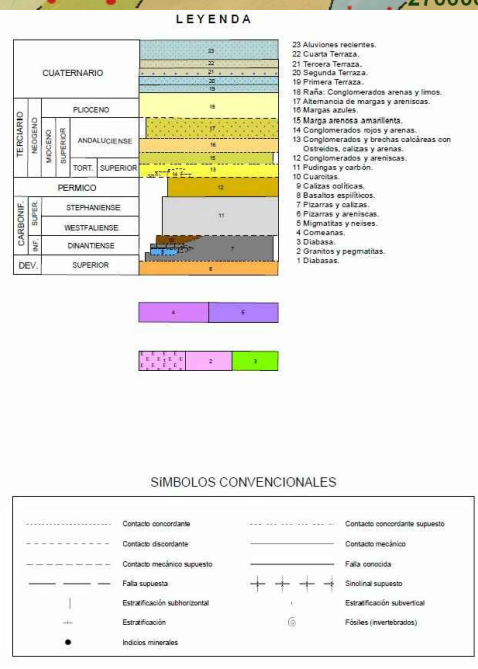 LEYENDA
CUATERNARIO
TERCIARIO
NEOGENO
MIOCENO
SUPERIOR
PLIOCENO
ANDALUCIENSE
TORT.
SUPERIOR
PERMICO
CARBONIF.
SUPER.
STEPHANIENSE
WESTFALIENSE
INF.
DINANTIENSE
DEV.
SUPERIOR
23
22
21
20
19
18
17
16
15
13
12
11
7
6
4
5
1
2
3
23 Aluviones recientes.
22 Cuarta Terraza.
21 Tercera Terraza.
20 Segunda Terraza.
19 Primera Terraza.
18 Raña: Conglomerados arenas y limos.
17 Alternancia de margas y areniscas.
16 Margas azules.
15 Marga arenosa amarillenta.
14 Conglomerados rojos y arenas.
13 Conglomerados y brechas calcáreas con
Ostreidos, calizas y arenas.
12 Conglomerados y areniscas.
11 Pudingas y carbón.
10 Cuarcitas.
9 Calizas oolíticas.
8 Basaltos espilíticos.
7 Pizarras y calizas.
6 Pizarras y areniscas.
5 Migmatitas y neises.
4 Corneanas.
3 Diabasa.
2 Granitos y pegmatitas.
1 Diabasas.
SíMBOLOS CONVENCIONALES
Contacto concordante
Contacto concordante supuesto
Contacto discordante
Contacto mecánico
Contacto mecánico supuesto
Falla conocida
Falla supuesta
Sinclinal supuesto
Estratificación subhorizontal
Estratificación subvertical
Estratificación
Fósiles (invertebrados)
Indicios minerales